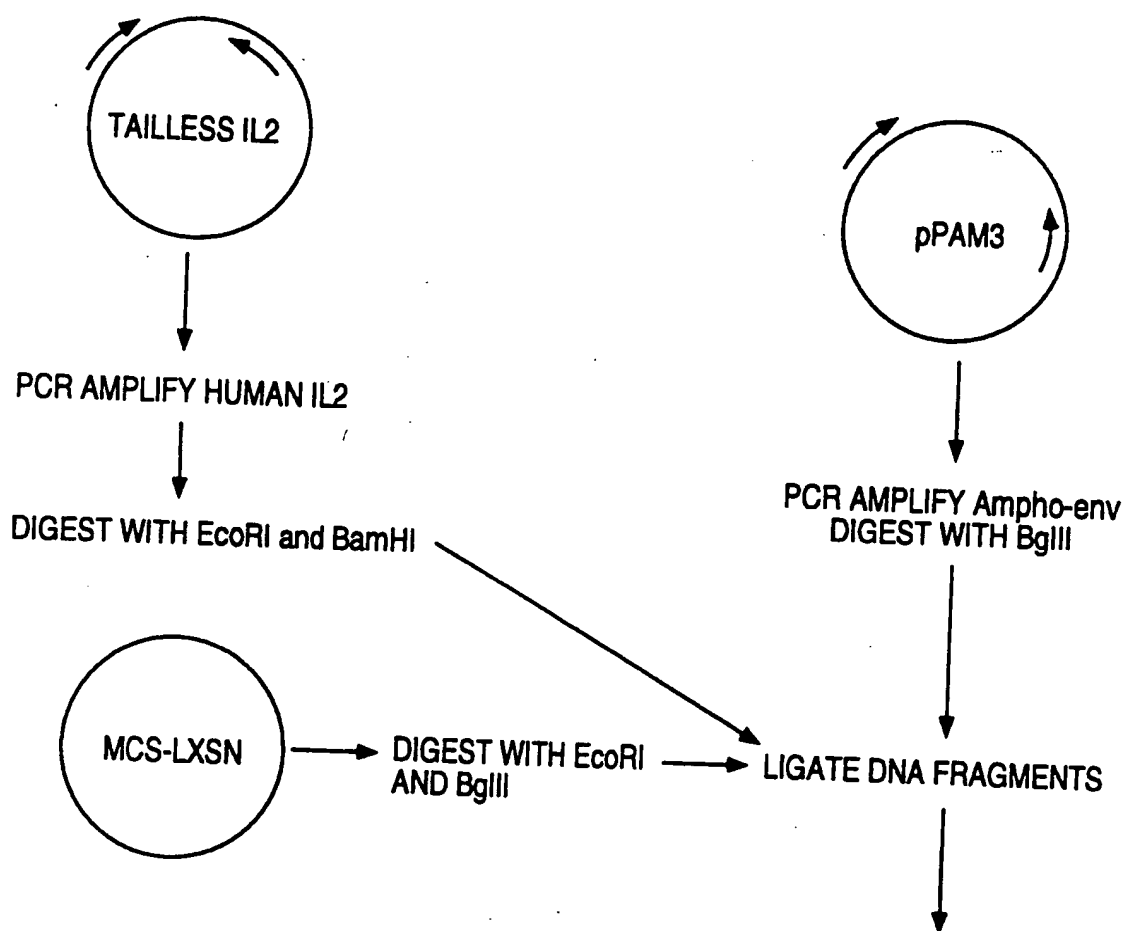 TAILLESS IL2
pPAM3
PCR AMPLIFY HUMAN IL2
PCR AMPLIFY Ampho-env
DIGEST WITH BglII
DIGEST WITH EcoRI and BamHI
MCS-LXSN
DIGEST WITH EcoRI
AND BglII
LIGATE DNA FRAGMENTS